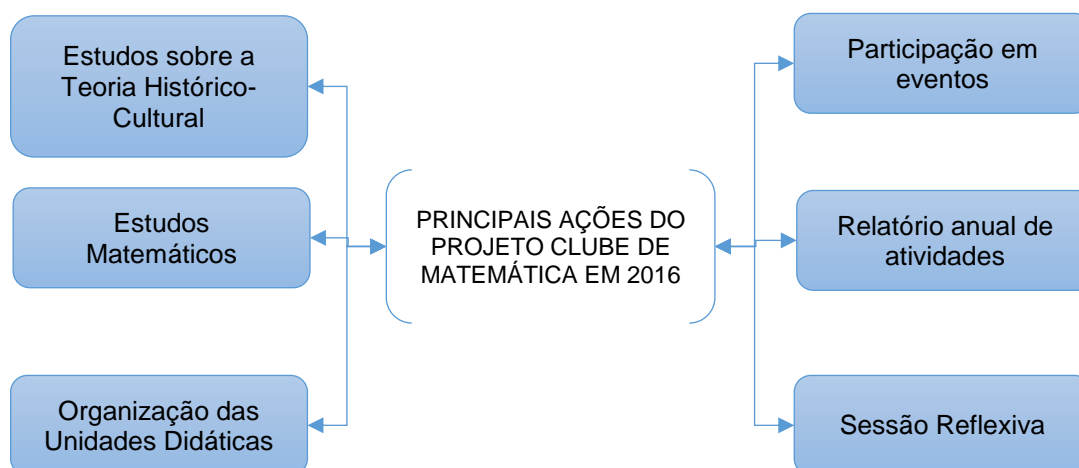 Estudos sobre a
Teoria Histórico-
Cultural
Estudos
Matemáticos
Organização das
Unidades Didáticas
PRINCIPAIS AÇÕES DO
PROJETO CLUBE DE
MATEMÁTICA EM 2016
Participação em
eventos
Relatório anual de
atividades
Sessão Reflexiva